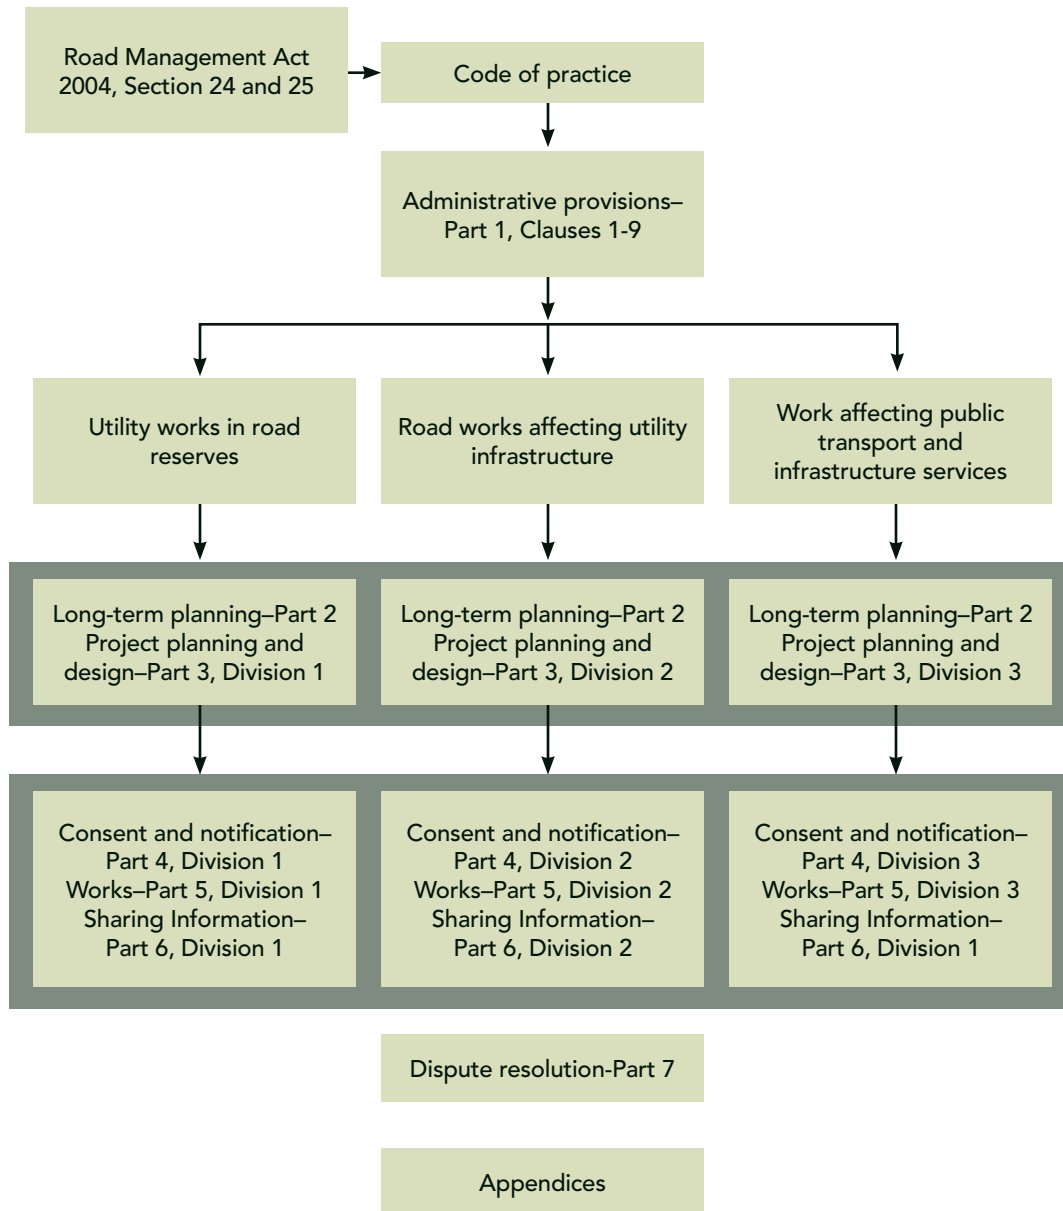 Road Management Act
2004, Section 24 and 25
Code of practice
Administrative provisions–
Part 1, Clauses 1-9
Utility works in road
reserves
Road works affecting utility
infrastructure
Work affecting public
transport and
infrastructure services
Long-term planning–Part 2
Project planning and
design–Part 3, Division 1
Long-term planning–Part 2
Project planning and
design–Part 3, Division 2
Long-term planning–Part 2
Project planning and
design–Part 3, Division 3
Consent and notification–
Part 4, Division 1
Works–Part 5, Division 1
Sharing Information–
Part 6, Division 1
Consent and notification–
Part 4, Division 2
Works–Part 5, Division 2
Sharing Information–
Part 6, Division 2
Consent and notification–
Part 4, Division 3
Works–Part 5, Division 3
Sharing Information–
Part 6, Division 1
Dispute resolution-Part 7
Appendices